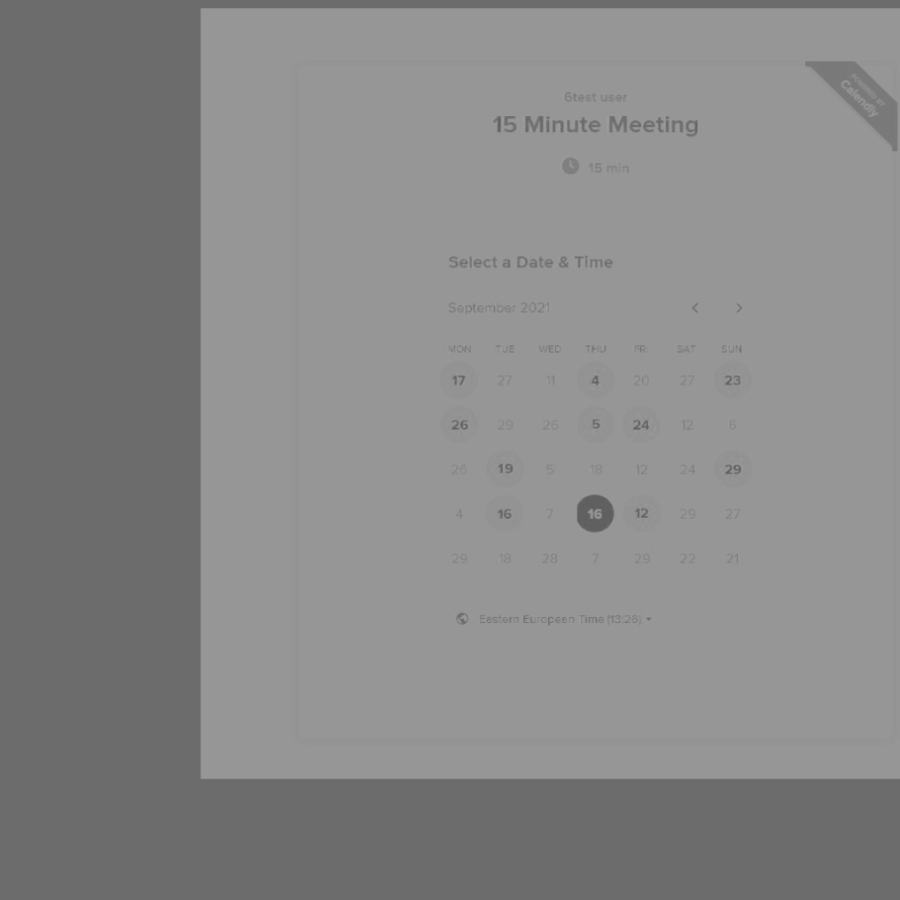 POWERED BY
Calendly
6test user
15 Minute Meeting
15 min
Select a Date & Time
September 2021
MON TUE WED THU FRI SAT SUN
17 27 11 4 20 27 23
26 29 26 5 24 12 8
26 19 5 18 12 24 29
4 16 7 16 12 29 27
29 18 28 7 29 22 21
Eastern European Time (13:26)